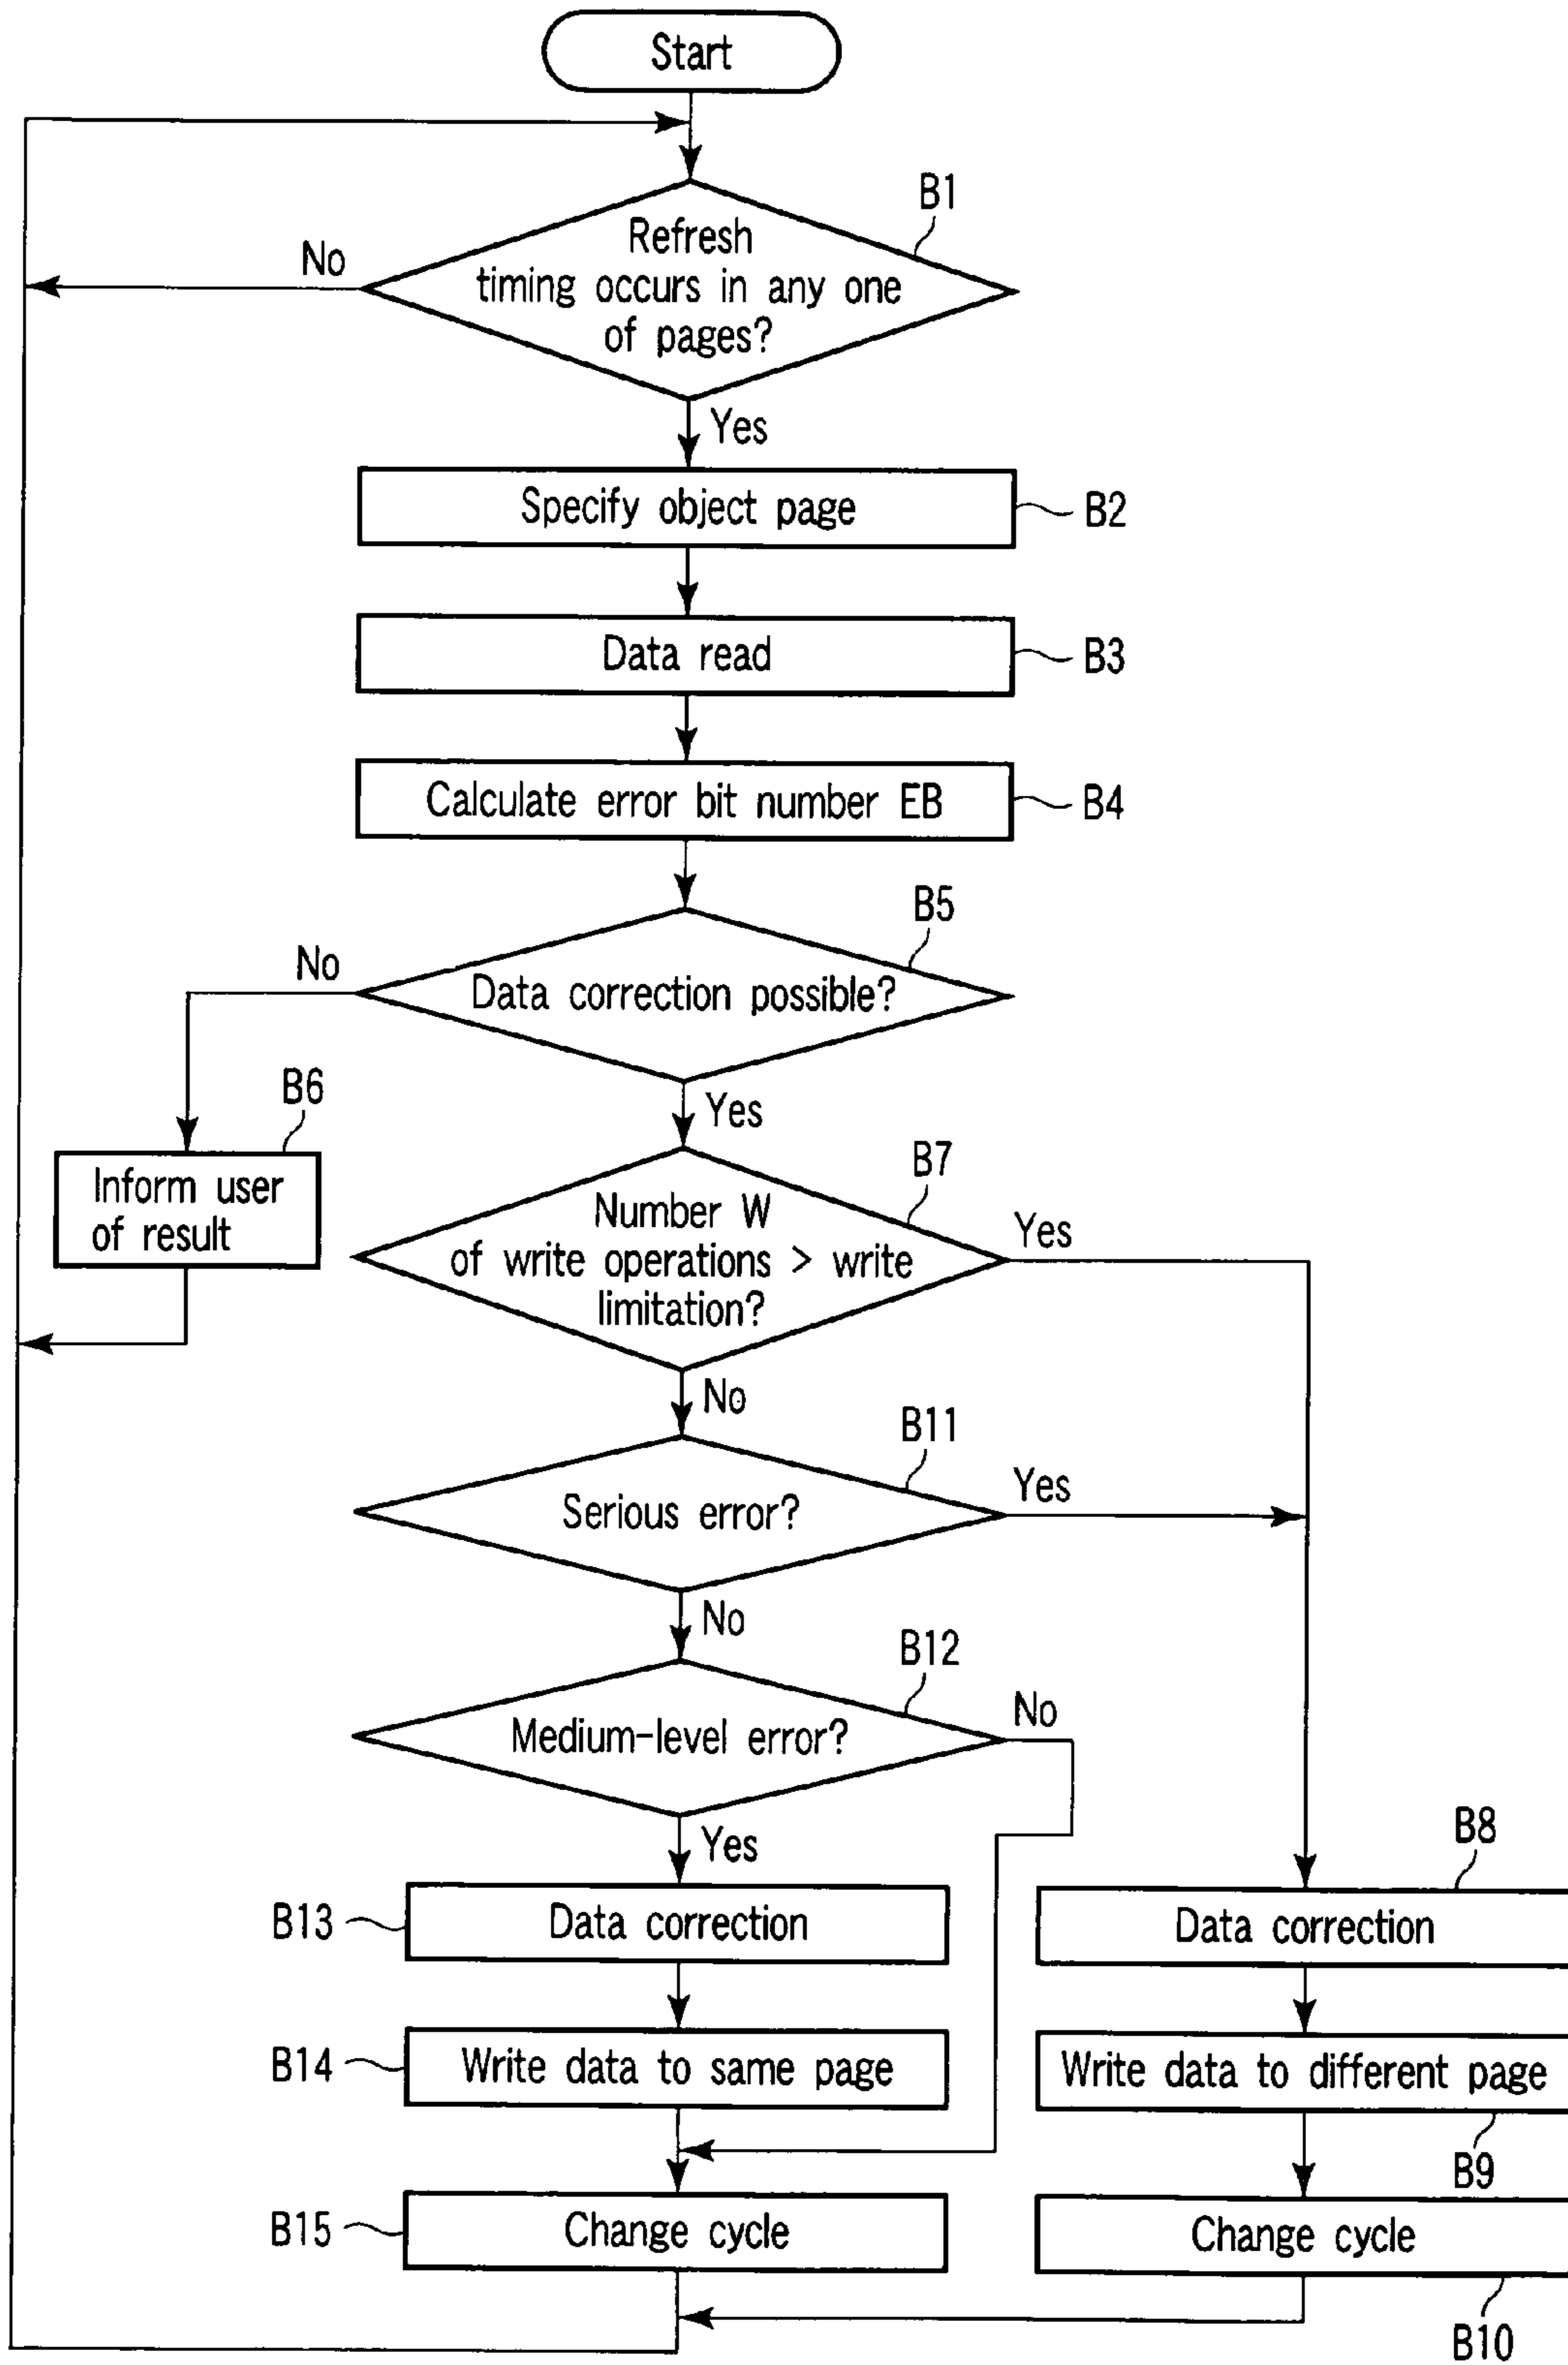 Start
B1
Refresh
timing occurs in any one
of pages?
No
Yes
Specify object page
B2
Data read
B3
Calculate error bit number EB
B4
B5
Data correction possible?
No
Yes
B6
Inform user
of result
B7
Number W
of write operations > write
limitation?
Yes
No
B11
Serious error?
Yes
No
B12
Medium-level error?
No
Yes
B8
B13
Data correction
Data correction
B14
Write data to same page
Write data to different page
B9
B15
Change cycle
Change cycle
B10